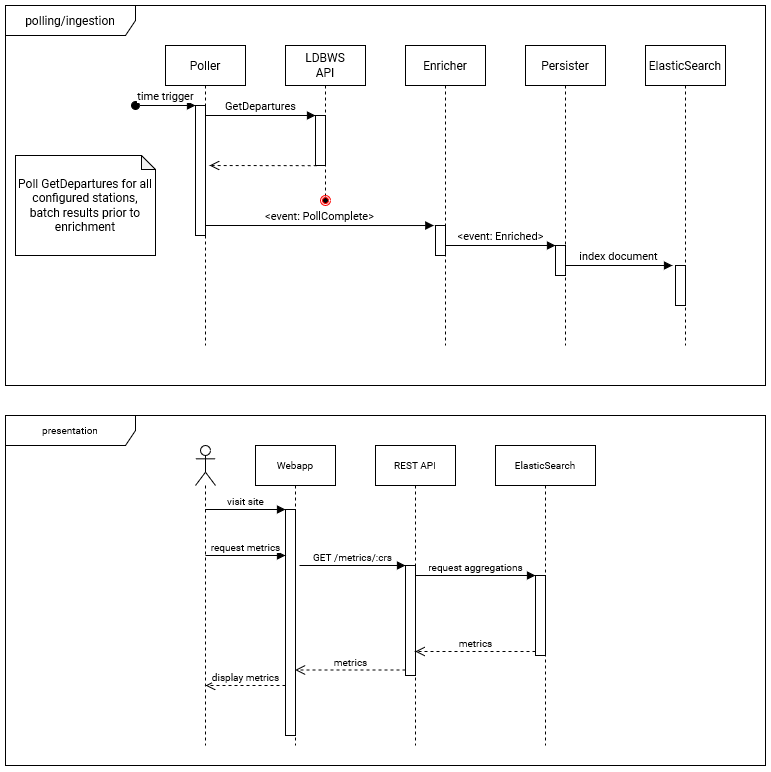 polling/ingestion
Poller
LDBWS
API
Enricher
Persister
ElasticSearch
time trigger
GetDepartures
Poll GetDepartures for all
configured stations,
batch results prior to
enrichment
<event: PollComplete>
<event: Enriched>
index document
presentation
Webapp
REST API
ElasticSearch
visit site
request metrics
GET /metrics/:crs
request aggregations
metrics
metrics
display metrics